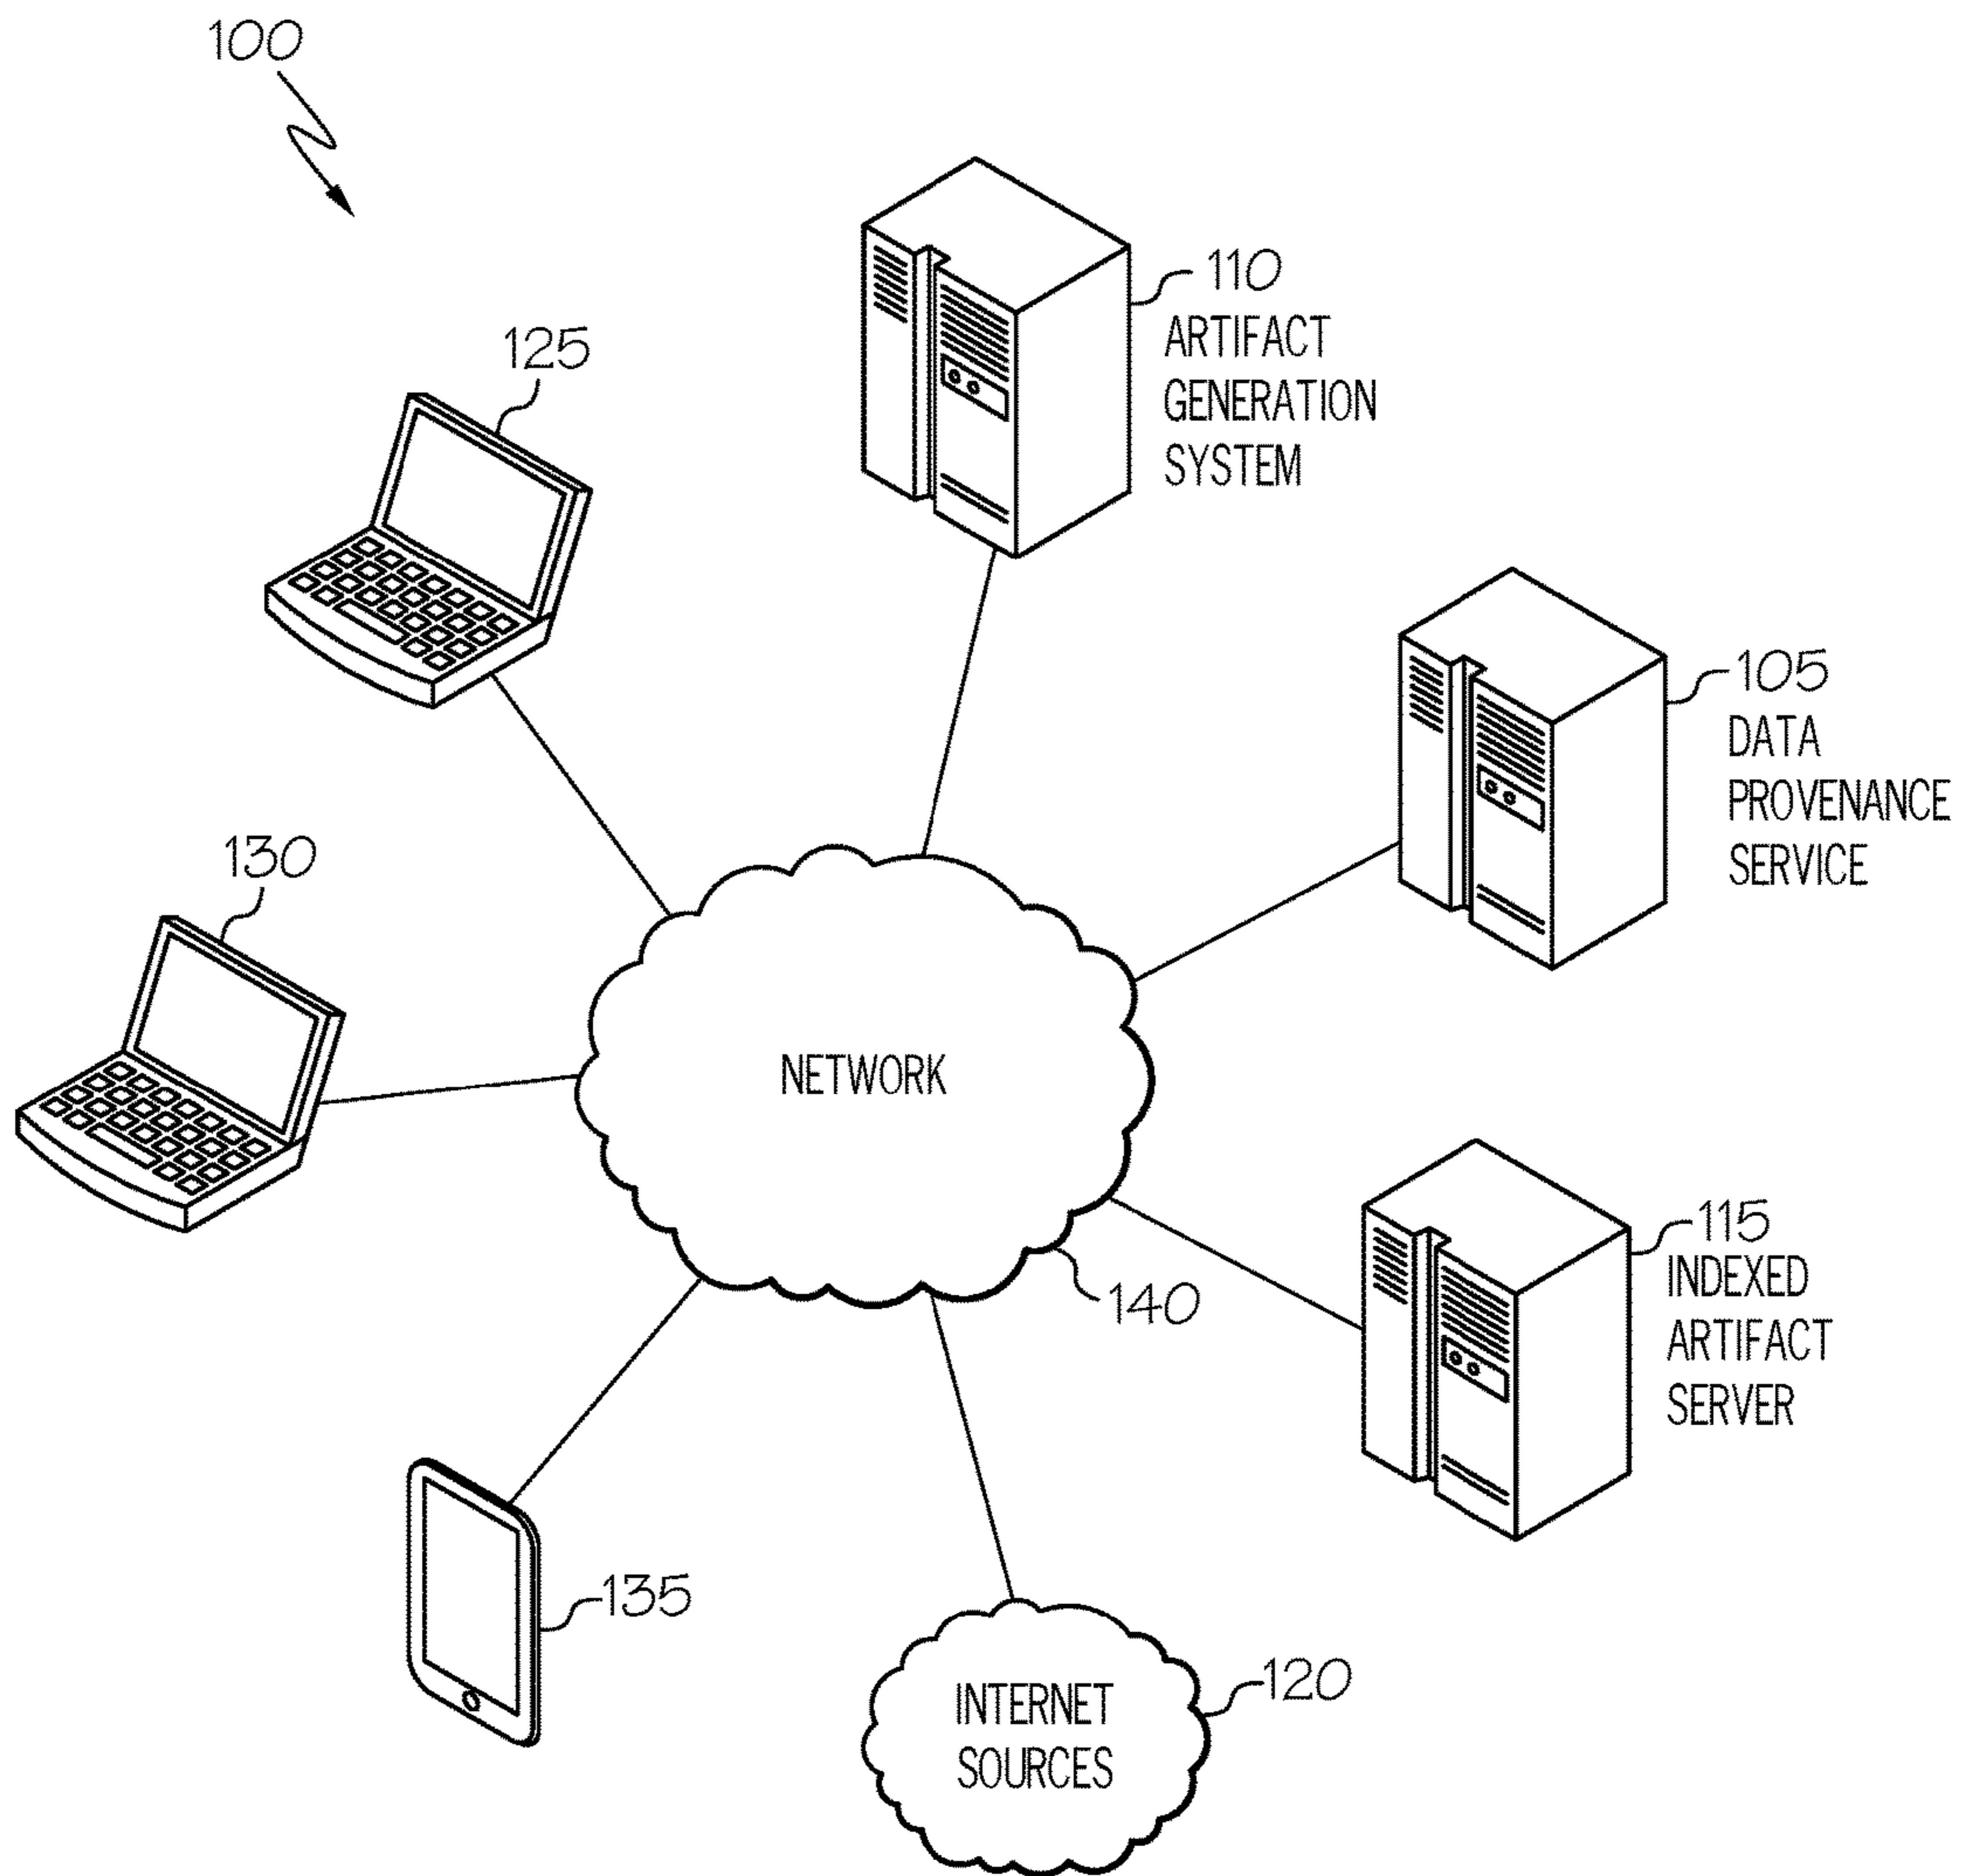 100
110
ARTIFACT
GENERATION
SYSTEM
125
105
DATA
PROVENANCE
SERVICE
130
NETWORK
115
INDEXED
ARTIFACT
SERVER
140
135
120
INTERNET
SOURCES